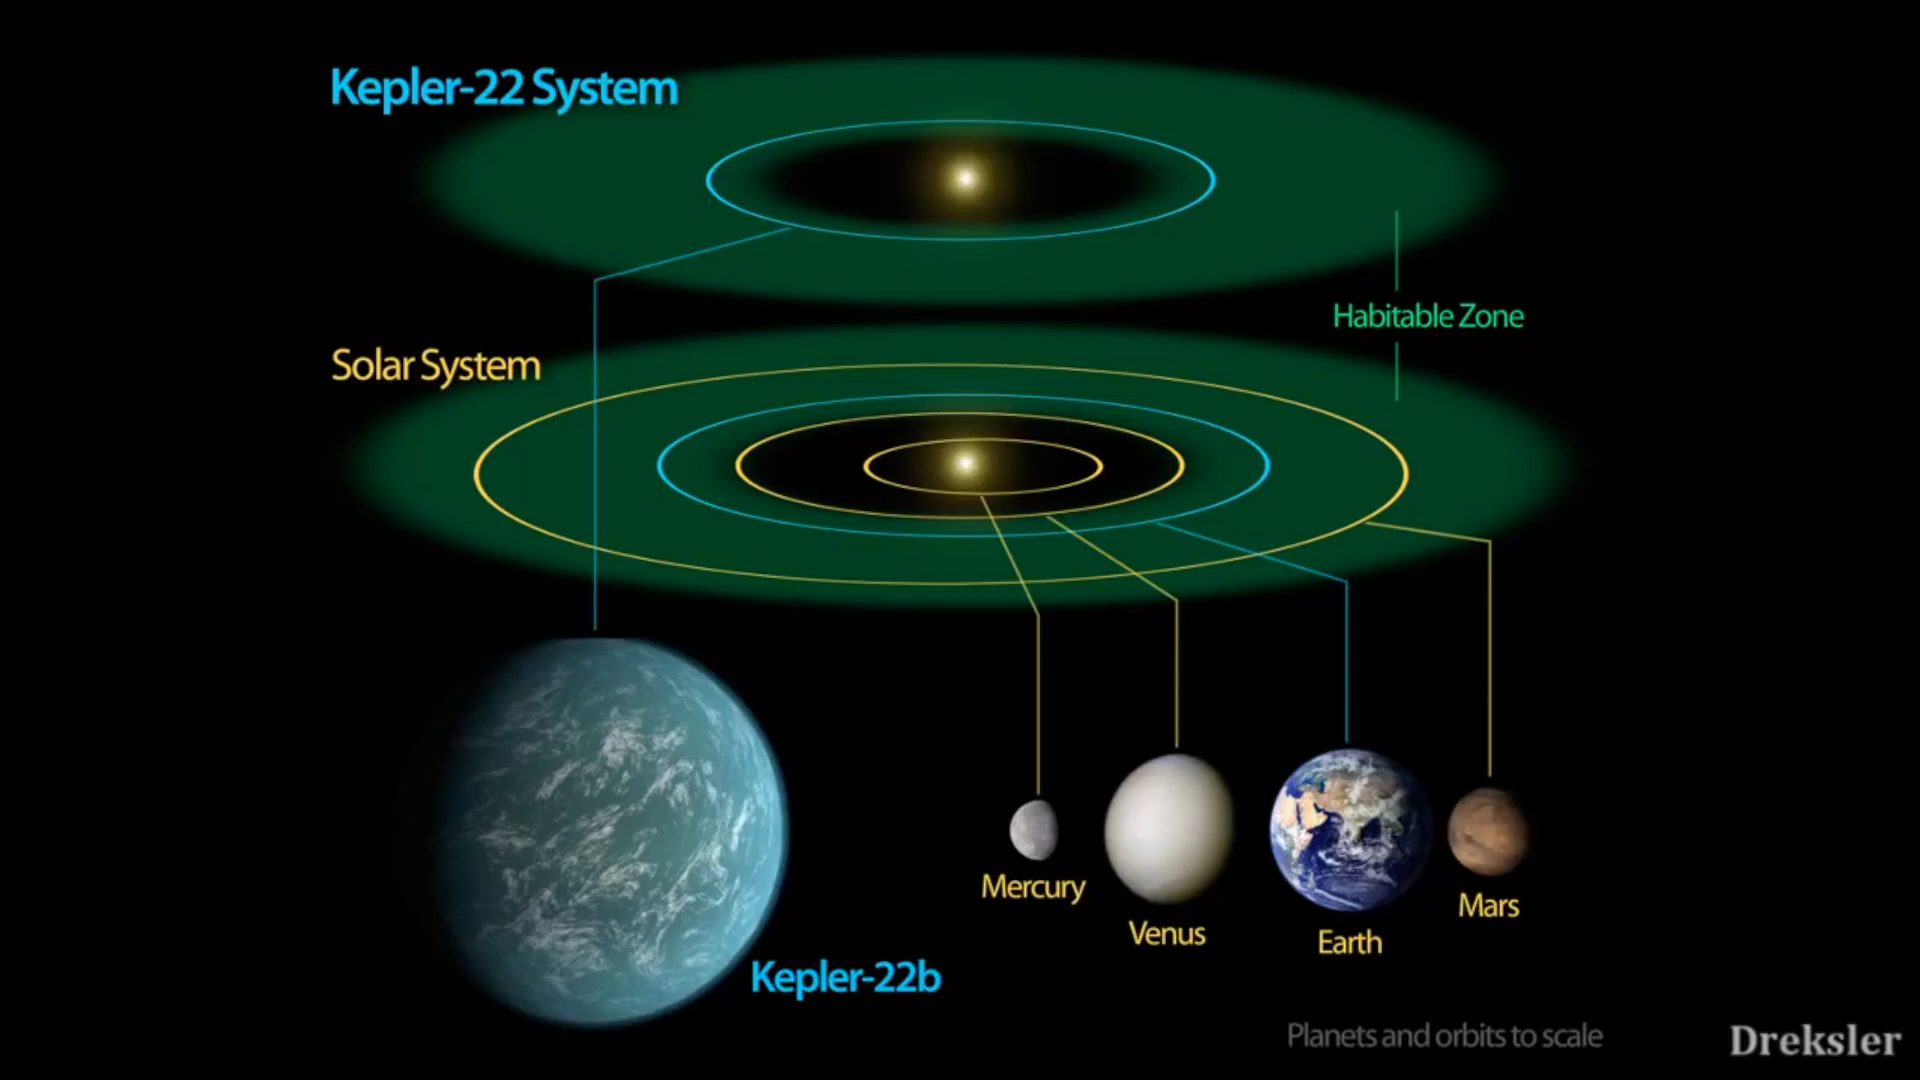 Kepler-22 System
Habitable Zone
Solar System
Mercury
Venus
Earth
Mars
Kepler-22b
Planets and orbits to scale
Dreksler